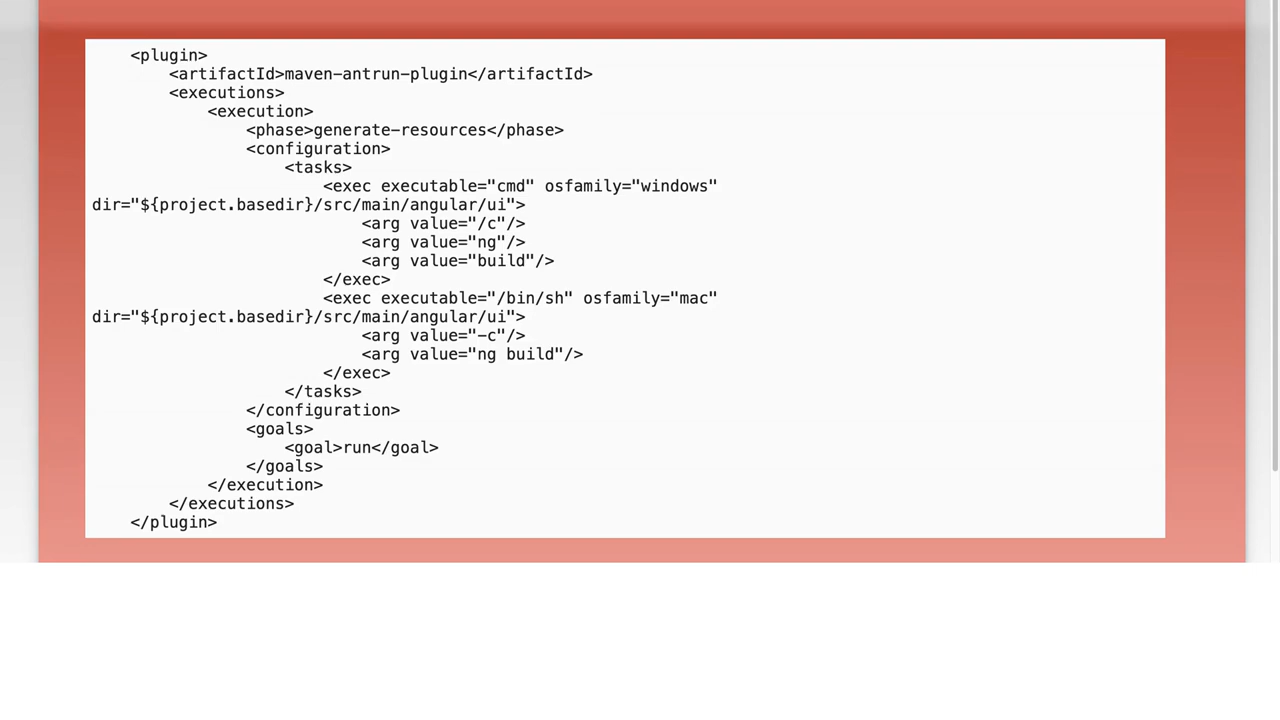 <plugin>
<artifactId>maven-antrun-plugin</artifactId>
<executions>
<execution>
<phase>generate-resources</phase>
<configuration>
<tasks>
<exec executable="cmd" osfamily="windows"
dir="${project.basedir}/src/main/angular/ui">
<arg value="/c"/>
<arg value="ng"/>
<arg value="build"/>
</exec>
<exec executable="/bin/sh" osfamily="mac"
dir="${project.basedir}/src/main/angular/ui">
<arg value="-c"/>
<arg value="ng build"/>
</exec>
</tasks>
</configuration>
<goals>
<goal>run</goal>
</goals>
</execution>
</executions>
</plugin>